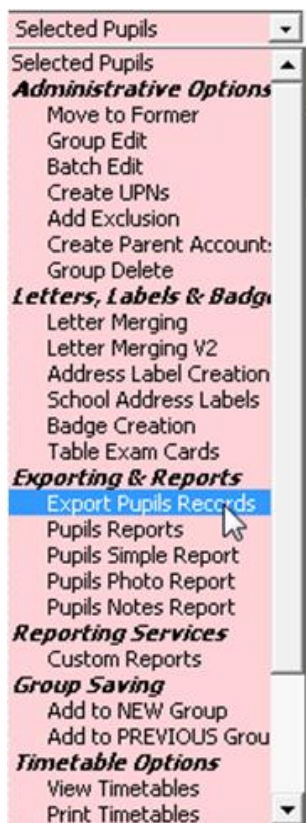 Selected Pupils
Selected Pupils
Administrative Options
Move to Former
Group Edit
Batch Edit
Create UPNs
Add Exclusion
Create Parent Account:
Group Delete
Letters, Labels & Badg
Letter Merging
Letter Merging V2
Address Label Creation
School Address Labels
Badge Creation
Table Exam Cards
Exporting & Reports
Export Pupils Records
Pupils Reports
Pupils Simple Report
Pupils Photo Report
Pupils Notes Report
Reporting Services
Custom Reports
Group Saving
Add to NEW Group
Add to PREVIOUS Grou
Timetable Options
View Timetables
Print Timetables